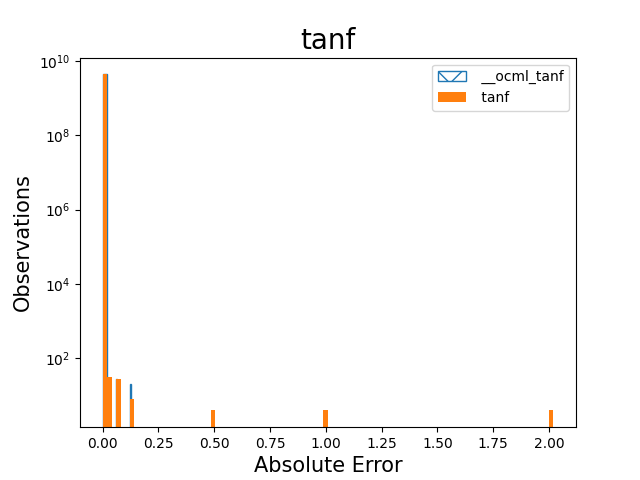 tanf
__ocml_tanf
tanf
Observations
10^10
10^8
10^6
10^4
10^2
0.00 0.25 0.50 0.75 1.00 1.25 1.50 1.75 2.00
Absolute Error